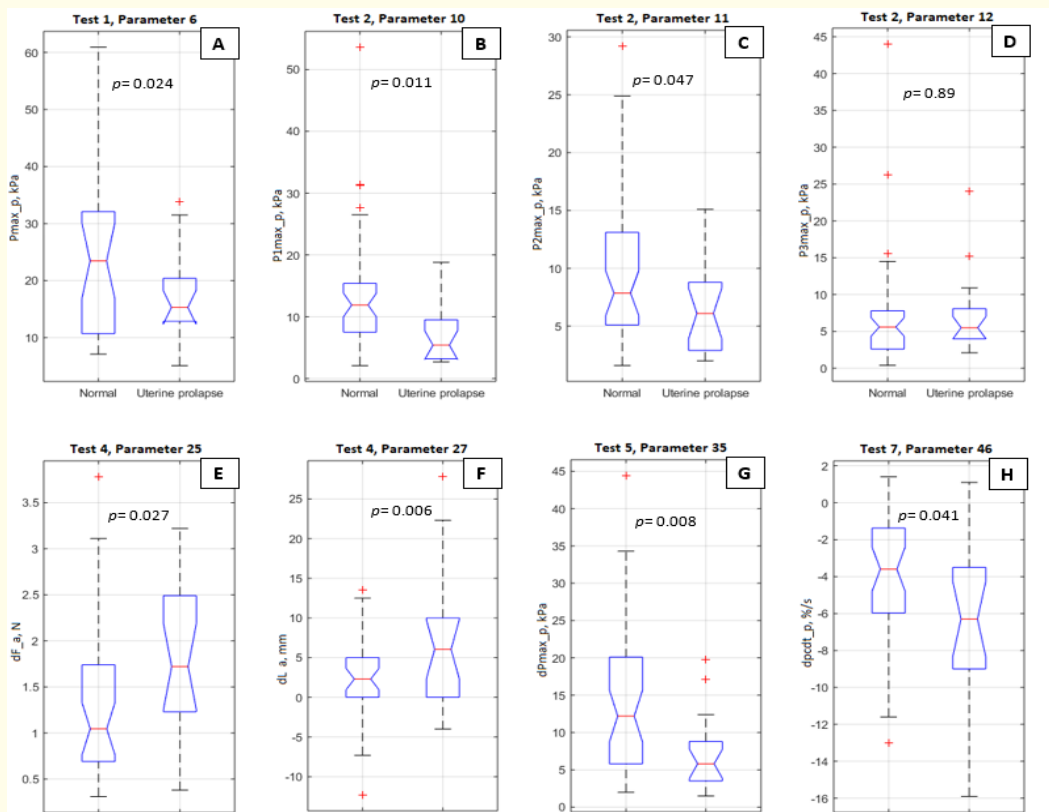 Test 1, Parameter 6
A
p= 0.024
Pmax_p, kPa
60
50
40
30
20
10
Normal Uterine prolapse
Test 2, Parameter 10
B
p= 0.011
P1max_p, kPa
50
40
30
20
10
0
Normal Uterine prolapse
Test 2, Parameter 11
C
p= 0.047
P2max_p, kPa
30
25
20
15
10
5
Normal Uterine prolapse
Test 2, Parameter 12
D
p= 0.89
P3max_p, kPa
45
40
35
30
25
20
15
10
5
0
Normal Uterine prolapse
Test 4, Parameter 25
E
p= 0.027
dF_a, N
3.5
3
2.5
2
1.5
1
0.5
Test 4, Parameter 27
F
p= 0.006
dL_a, mm
25
20
15
10
5
0
-5
-10
Test 5, Parameter 35
G
p= 0.008
dPmax_p, kPa
45
40
35
30
25
20
15
10
5
0
Test 7, Parameter 46
H
p= 0.041
dpcdt_p, %/s
2
0
-2
-4
-6
-8
-10
-12
-14
-16